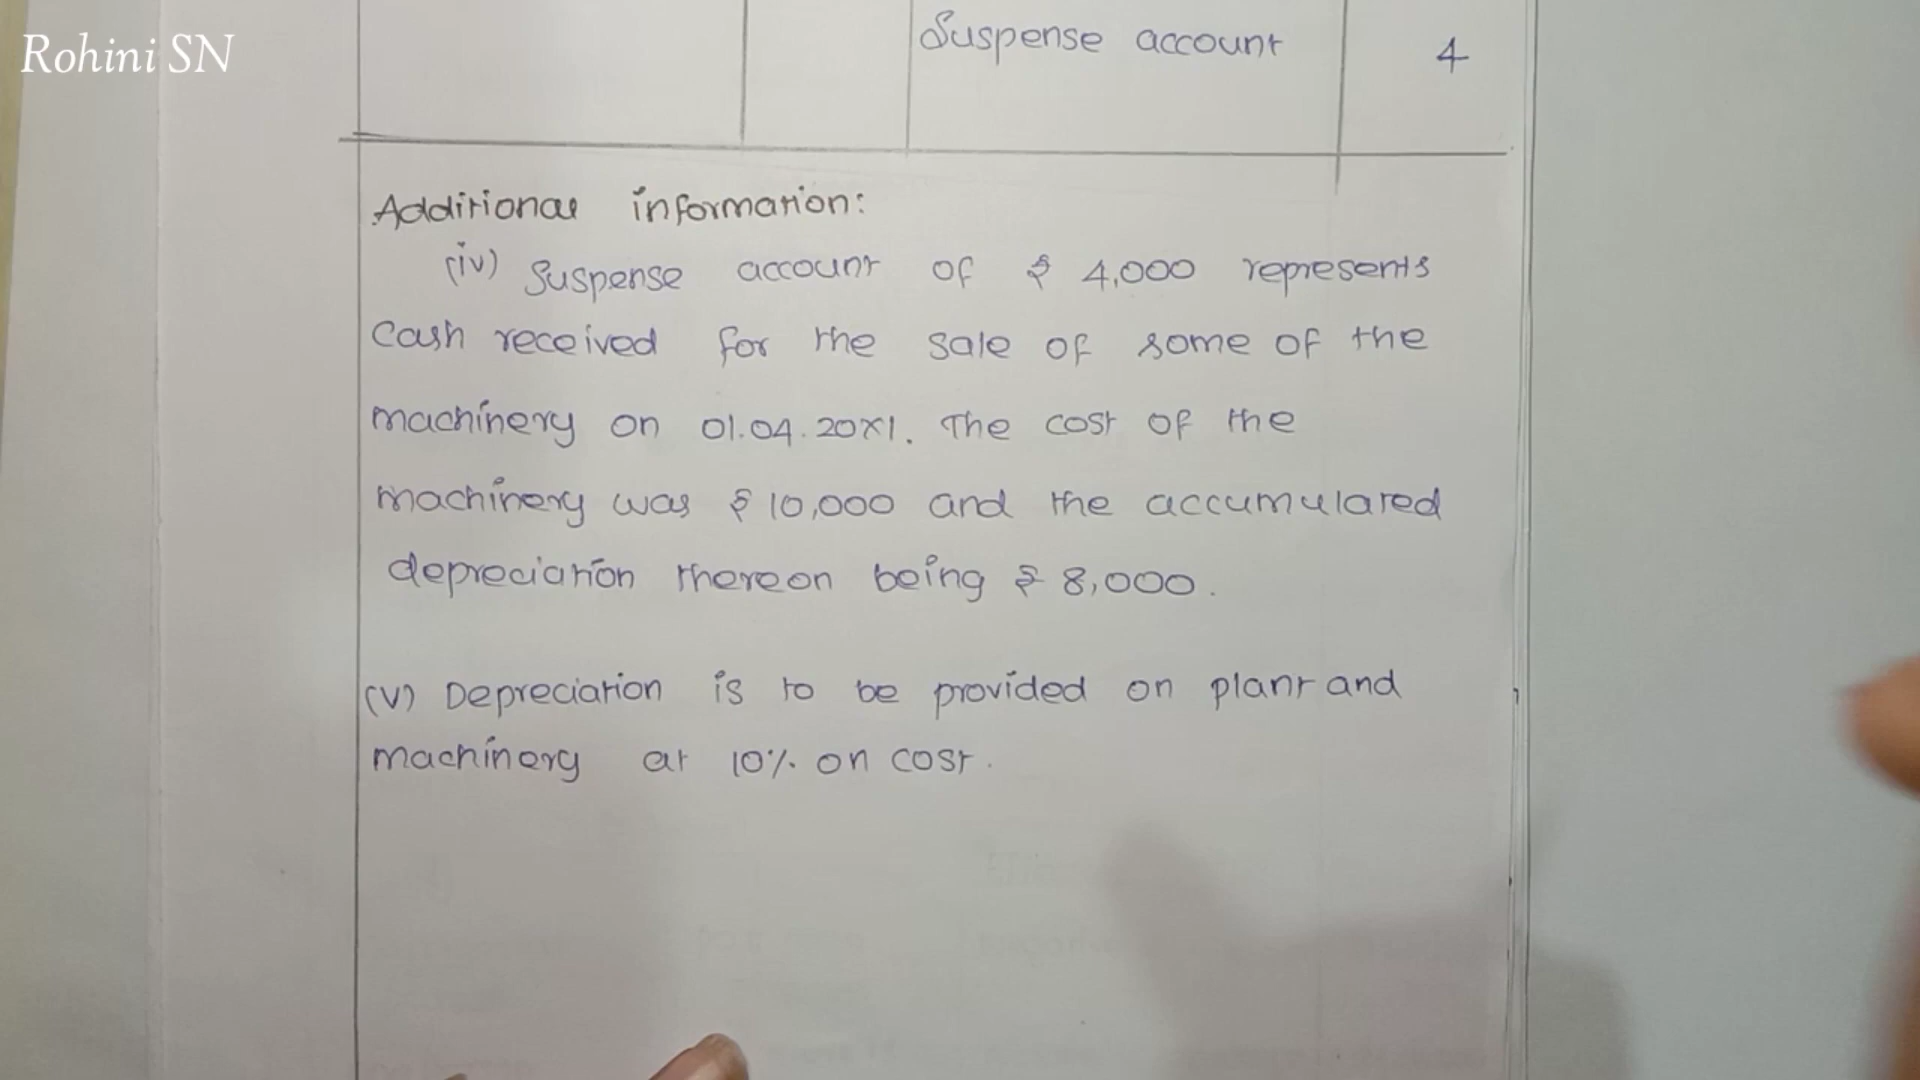 Rohini SN
Suspense account 4
Additional information:
(iv) Suspense account of ₹ 4,000 represents
cash received for the sale of some of the
machinery on 01.04.20x1. The cost of the
machinery was ₹ 10,000 and the accumulated
depreciation thereon being ₹ 8,000.
(v) Depreciation is to be provided on plant and
machinery at 10% on cost.